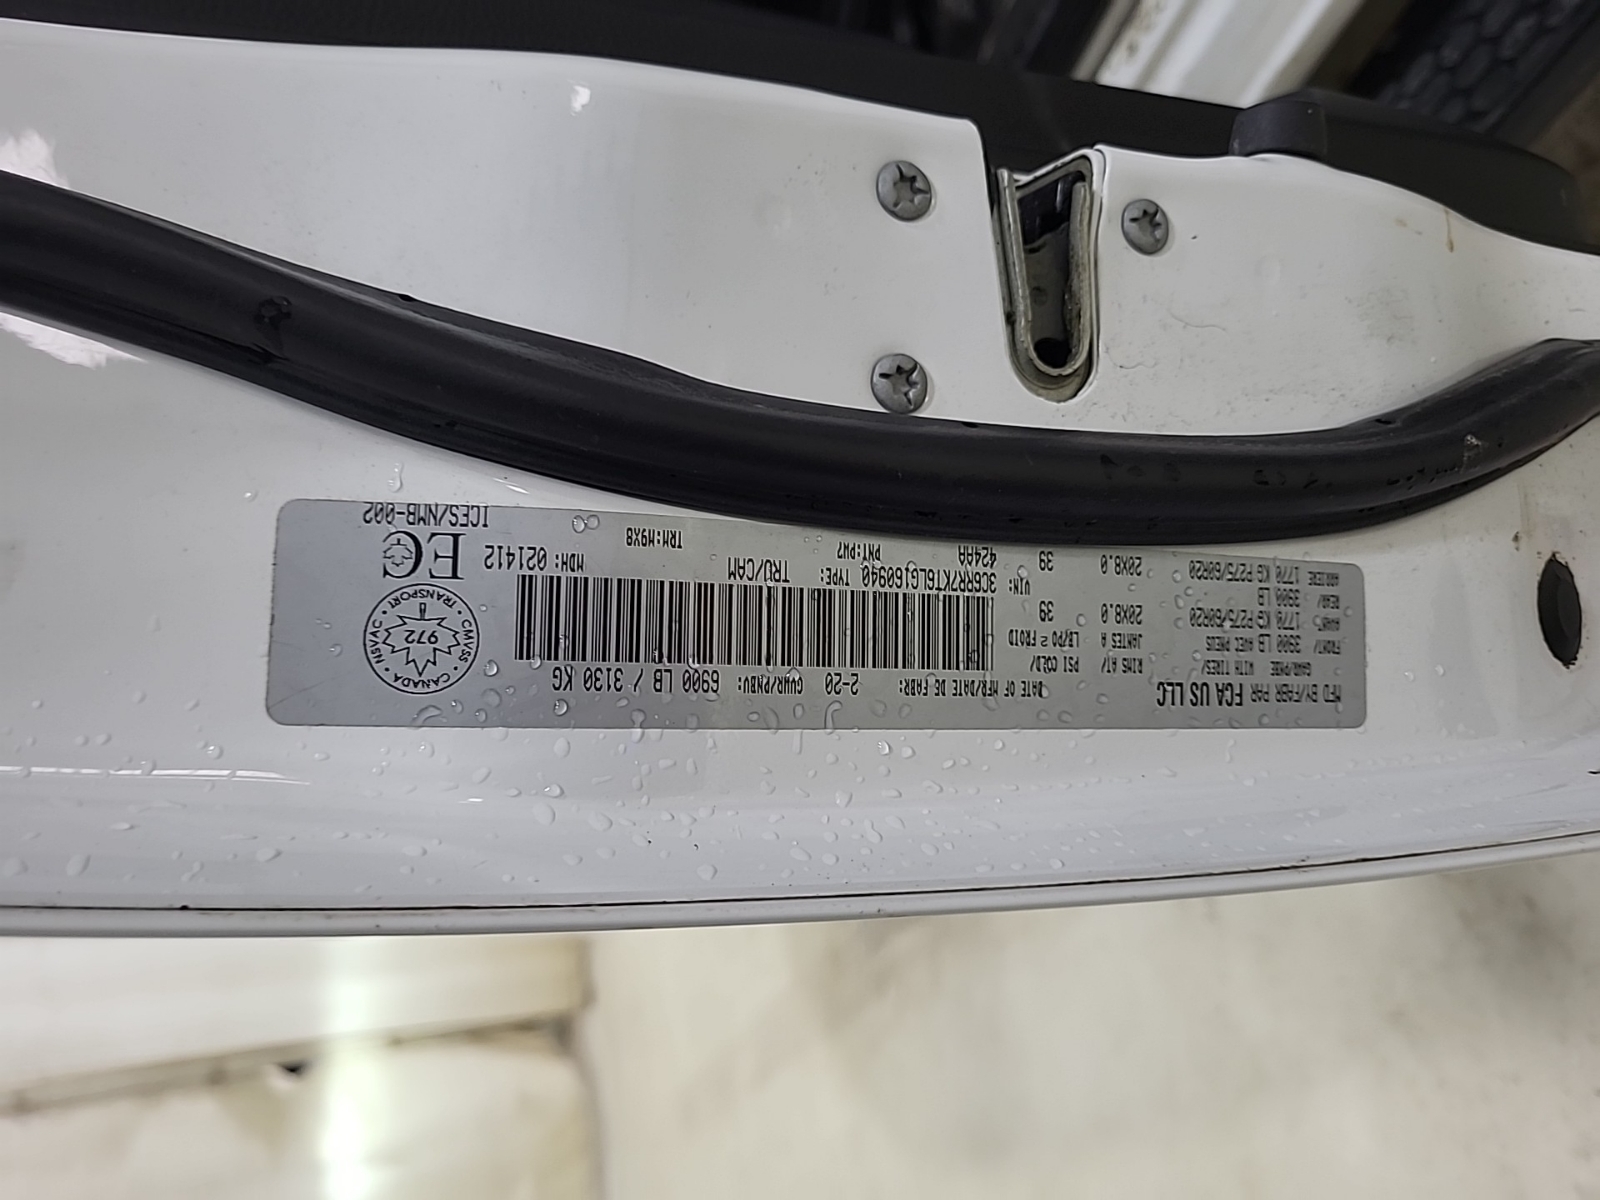 MFD BY/FABR PAR FCA US LLC
DATE OF MFR/DATE DE FABR: 2-20
GVWR/PNBV: 6900 LB / 3130 KG
GAWR/PNBE WITH TIRES/ RIMS AT/ PSI COLD/
FRONT/ 3900 LB AVEC PNEUS JANTES A LB/PO² FROID
AVANT 1770 KG P275/60R20 20X8.0 39
REAR/ 3900 LB
ARRIERE 1770 KG P275/60R20 20X8.0 39
VIN: 3C6RR7KT6LG160940 TYPE: TRU/CAM
MDH: 021412
424AA PNT:PW7 TRM:M9X8
CANADA • CMVSS • TRANSPORT • NSVAC •
972
EC
ICES/NMB-002